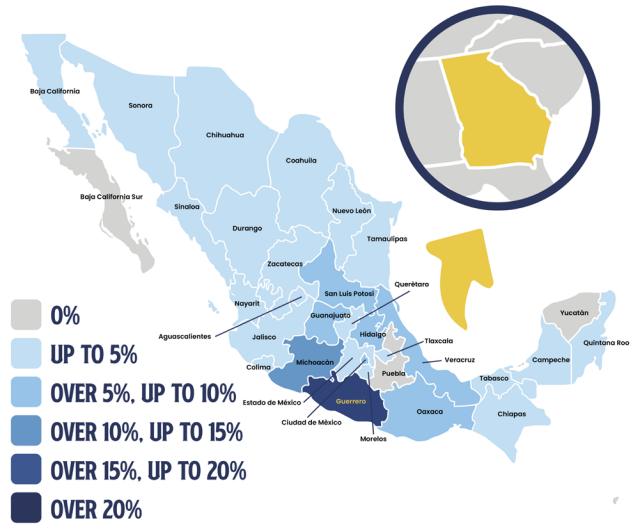 Baja California
Sonora
Chihuahua
Coahuila
Baja California Sur
Sinaloa
Nuevo León
Durango
Tamaulipas
Zacatecas
Querétaro
San Luis Potosí
Nayarit
Guanajuato
Yucatán
Aguascalientes
Jalisco
Hidalgo
Tlaxcala
Quintana Roo
Michoacán
Veracruz
Campeche
Colima
Puebla
Tabasco
Estado de México
Guerrero
Oaxaca
Chiapas
Ciudad de México
Morelos
0%
UP TO 5%
OVER 5%, UP TO 10%
OVER 10%, UP TO 15%
OVER 15%, UP TO 20%
OVER 20%